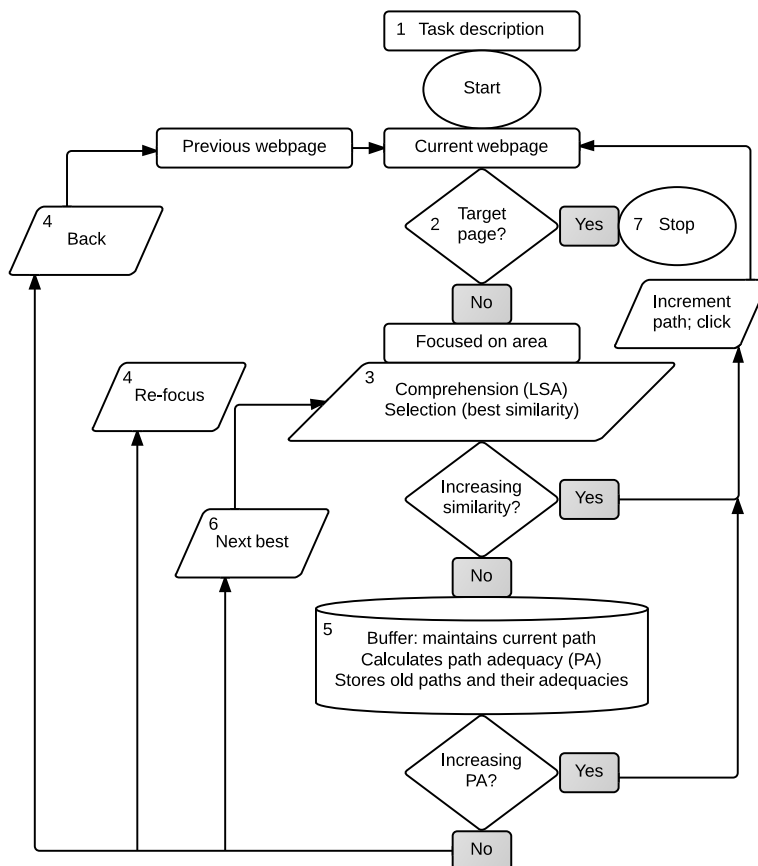 1 Task description
Start
Previous webpage
Current webpage
4
Back
2 Target
page?
Yes
7 Stop
No
Increment
path; click
Focused on area
4
Re-focus
3
Comprehension (LSA)
Selection (best similarity)
Increasing
similarity?
Yes
6
Next best
No
5
Buffer: maintains current path
Calculates path adequacy (PA)
Stores old paths and their adequacies
Increasing
PA?
Yes
No